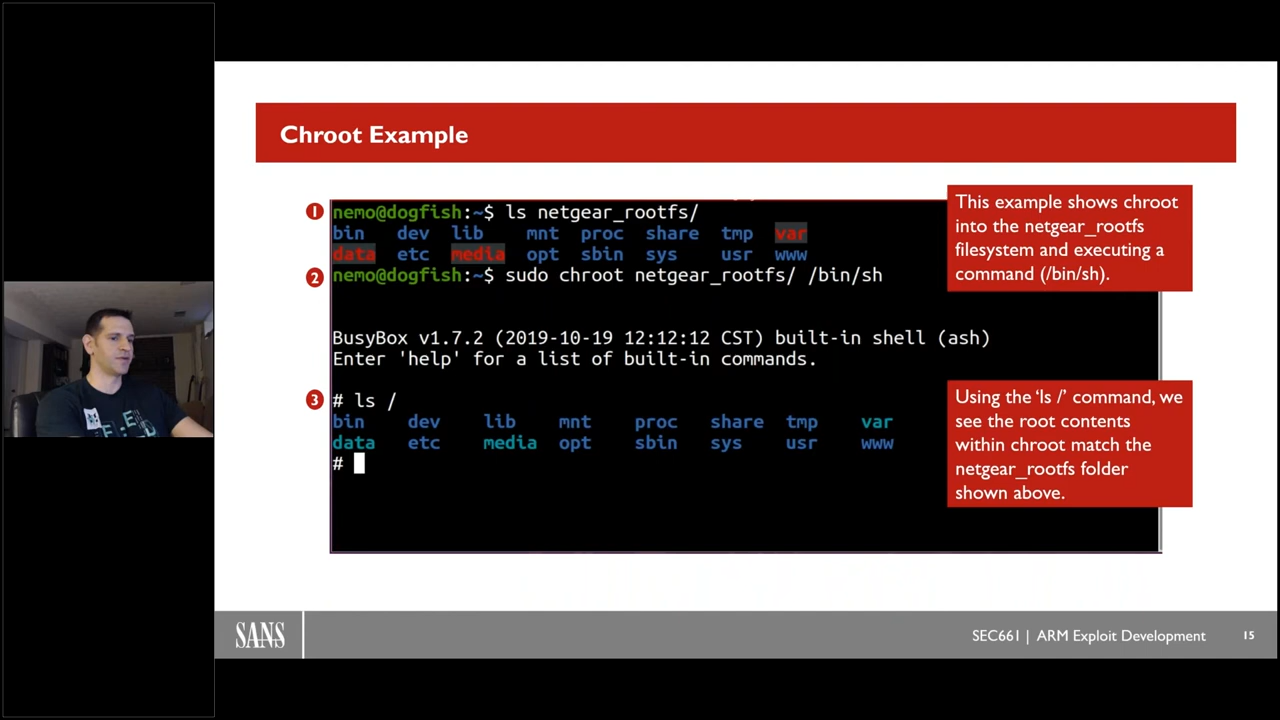 Chroot Example
1 nemo@dogfish:~$ ls netgear_rootfs/
bin dev lib mnt proc share tmp var
data etc media opt sbin sys usr www
2 nemo@dogfish:~$ sudo chroot netgear_rootfs/ /bin/sh
BusyBox v1.7.2 (2019-10-19 12:12:12 CST) built-in shell (ash)
Enter 'help' for a list of built-in commands.
3 # ls /
bin dev lib mnt proc share tmp var
data etc media opt sbin sys usr www
#
This example shows chroot
into the netgear_rootfs
filesystem and executing a
command (/bin/sh).
Using the ‘ls /’ command, we
see the root contents
within chroot match the
netgear_rootfs folder
shown above.
SANS
SEC661 | ARM Exploit Development
15